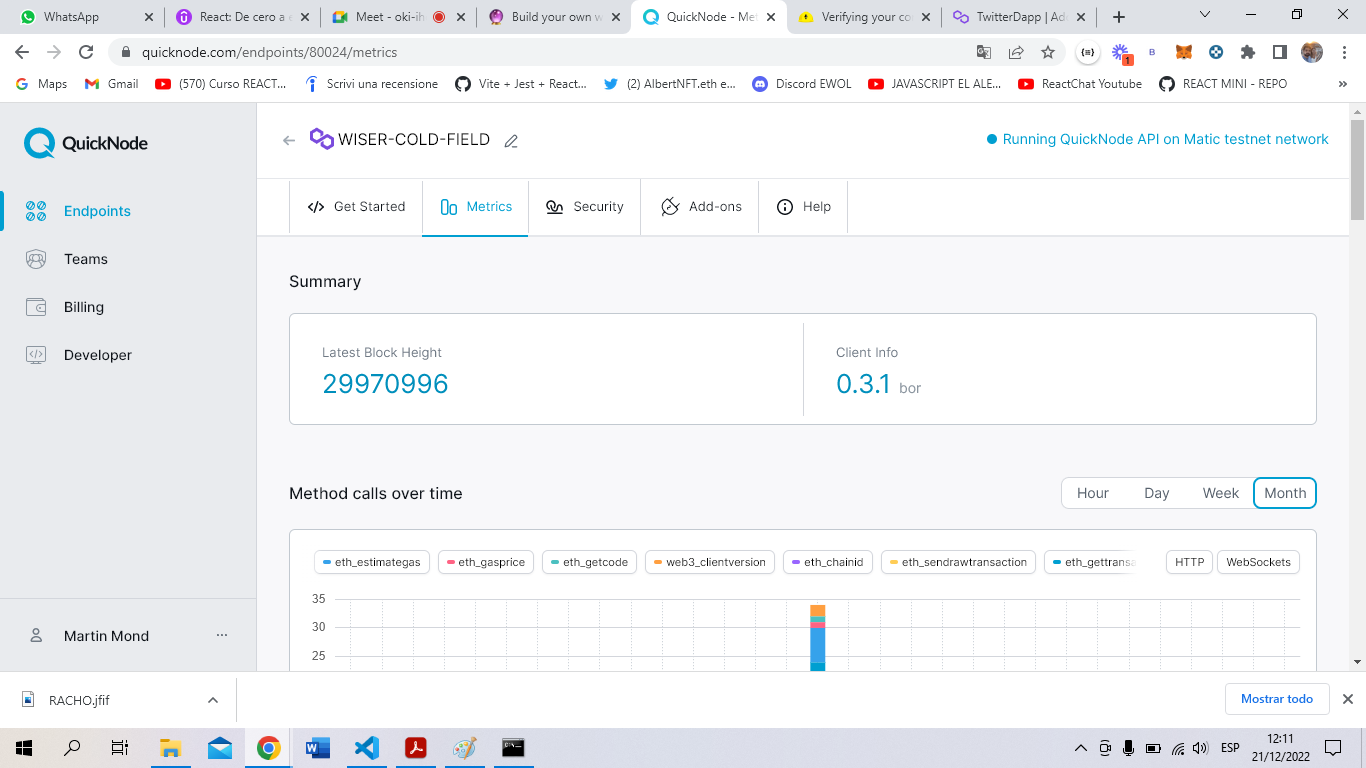 WhatsApp
React: De cero a e
Meet - oki-ih
Build your own w
QuickNode - Met
Verifying your co
TwitterDapp | Ad
quicknode.com/endpoints/80024/metrics
1
B
Maps
Gmail
(570) Curso REACT...
Scrivi una recensione
Vite + Jest + React...
(2) AlbertNFT.eth e...
Discord EWOL
JAVASCRIPT EL ALE...
ReactChat Youtube
REACT MINI - REPO
»
QuickNode
WISER-COLD-FIELD
Running QuickNode API on Matic testnet network
Endpoints
Teams
Billing
Developer
Get Started
Metrics
Security
Add-ons
Help
Summary
Latest Block Height
29970996
Client Info
0.3.1 bor
Method calls over time
Hour
Day
Week
Month
eth_estimategas
eth_gasprice
eth_getcode
web3_clientversion
eth_chainid
eth_sendrawtransaction
eth_gettransa
HTTP
WebSockets
35
30
25
Martin Mond
...
RACHO.jfif
Mostrar todo
ESP
12:11
21/12/2022